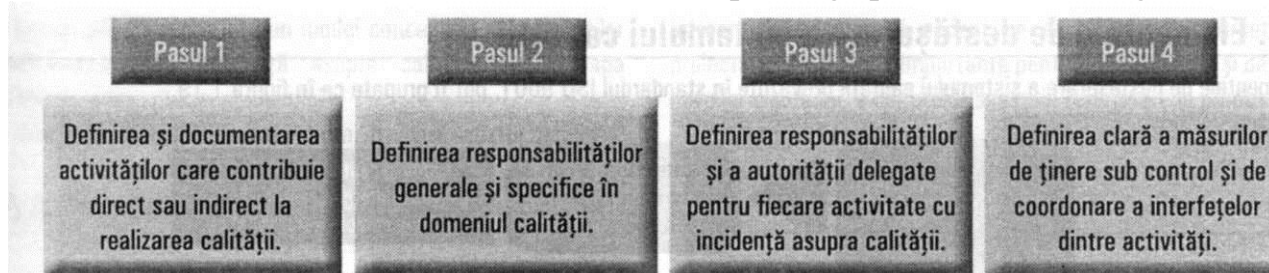 Pasul 1
Definirea și documentarea
activităților care contribuie
direct sau indirect la
realizarea calității.
Pasul 2
Definirea responsabilităților
generale și specifice în
domeniul calității.
Pasul 3
Definirea responsabilităților
și a autorității delegate
pentru fiecare activitate cu
incidență asupra calității.
Pasul 4
Definirea clară a măsurilor
de ținere sub control și de
coordonare a interfețelor
dintre activități.